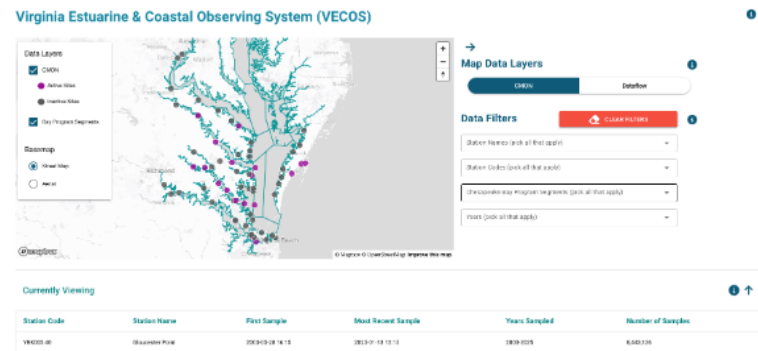 Virginia Estuarine & Coastal Observing System (VECOS)
Data Layers
CMON
Active Sites
Inactive Sites
Bay Program Segments
Basemap
Street Map
Richmond
mapbox
© Mapbox © OpenStreetMap Improve this map
Map Data Layers
CMON
Dataflow
Data Filters
CLEAR FILTERS
Station Names (pick all that apply)
Station Codes (pick all that apply)
Chesapeake Bay Program Segments (pick all that apply)
Years (pick all that apply)
Currently Viewing
Station Code Station Name First Sample Most Recent Sample Years Sampled Number of Samples
Gloucester Point